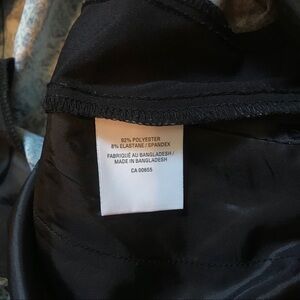 92% POLYESTER
8% ELASTANE / SPANDEX
FABRIQUÉ AU BANGLADESH /
MADE IN BANGLADESH
CA 00655